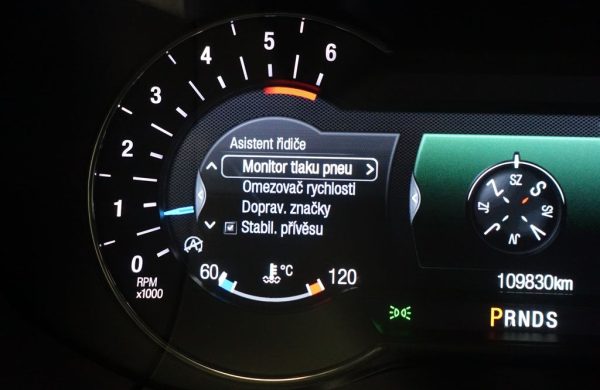 6
5
4
3
2
1
0
RPM
x1000
Asistent řidiče
Monitor tlaku pneu
Omezovač rychlosti
Doprav. značky
Stabil. přívěsu
60 °C 120
SZ
Z S
JZ SV
J JV V
109830km
PRNDS